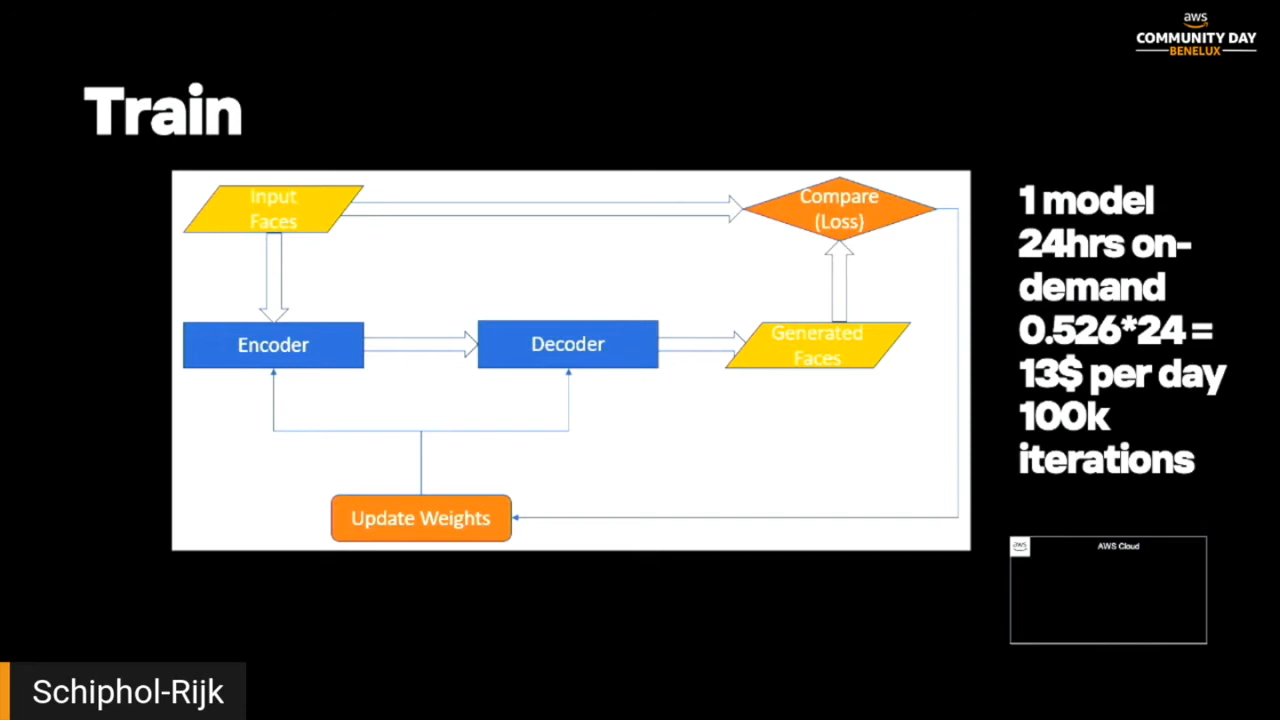 aws
COMMUNITY DAY
BENELUX
Train
Input
Faces
Compare
(Loss)
Encoder
Decoder
Generated
Faces
Update Weights
1 model
24hrs on-
demand
0.526*24 =
13$ per day
100k
iterations
aws
AWS Cloud
Schiphol-Rijk